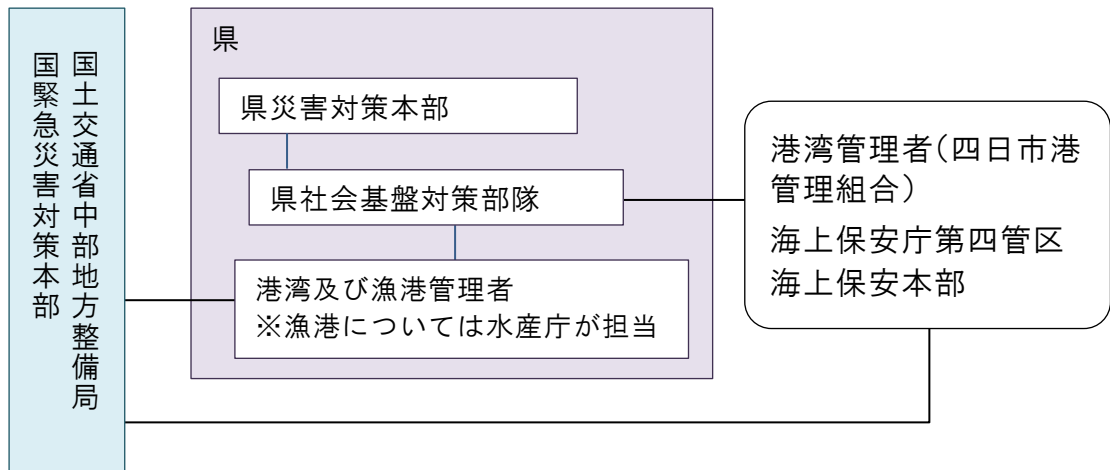 国土交通省中部地方整備局
国緊急災害対策本部
県
県災害対策本部
県社会基盤対策部隊
港湾及び漁港管理者
※漁港については水産庁が担当
港湾管理者(四日市港
管理組合)
海上保安庁第四管区
海上保安本部